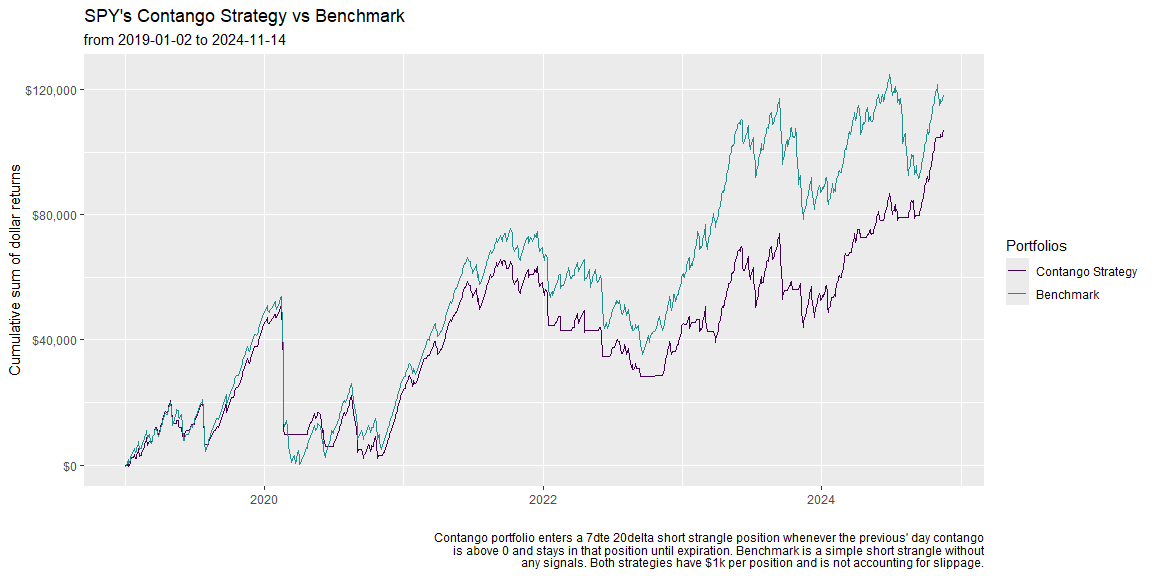 SPY's Contango Strategy vs Benchmark
from 2019-01-02 to 2024-11-14
Cumulative sum of dollar returns
$120,000
$80,000
$40,000
$0
2020
2022
2024
Portfolios
Contango Strategy
Benchmark
Contango portfolio enters a 7dte 20delta short strangle position whenever the previous' day contango
is above 0 and stays in that position until expiration. Benchmark is a simple short strangle without
any signals. Both strategies have $1k per position and is not accounting for slippage.